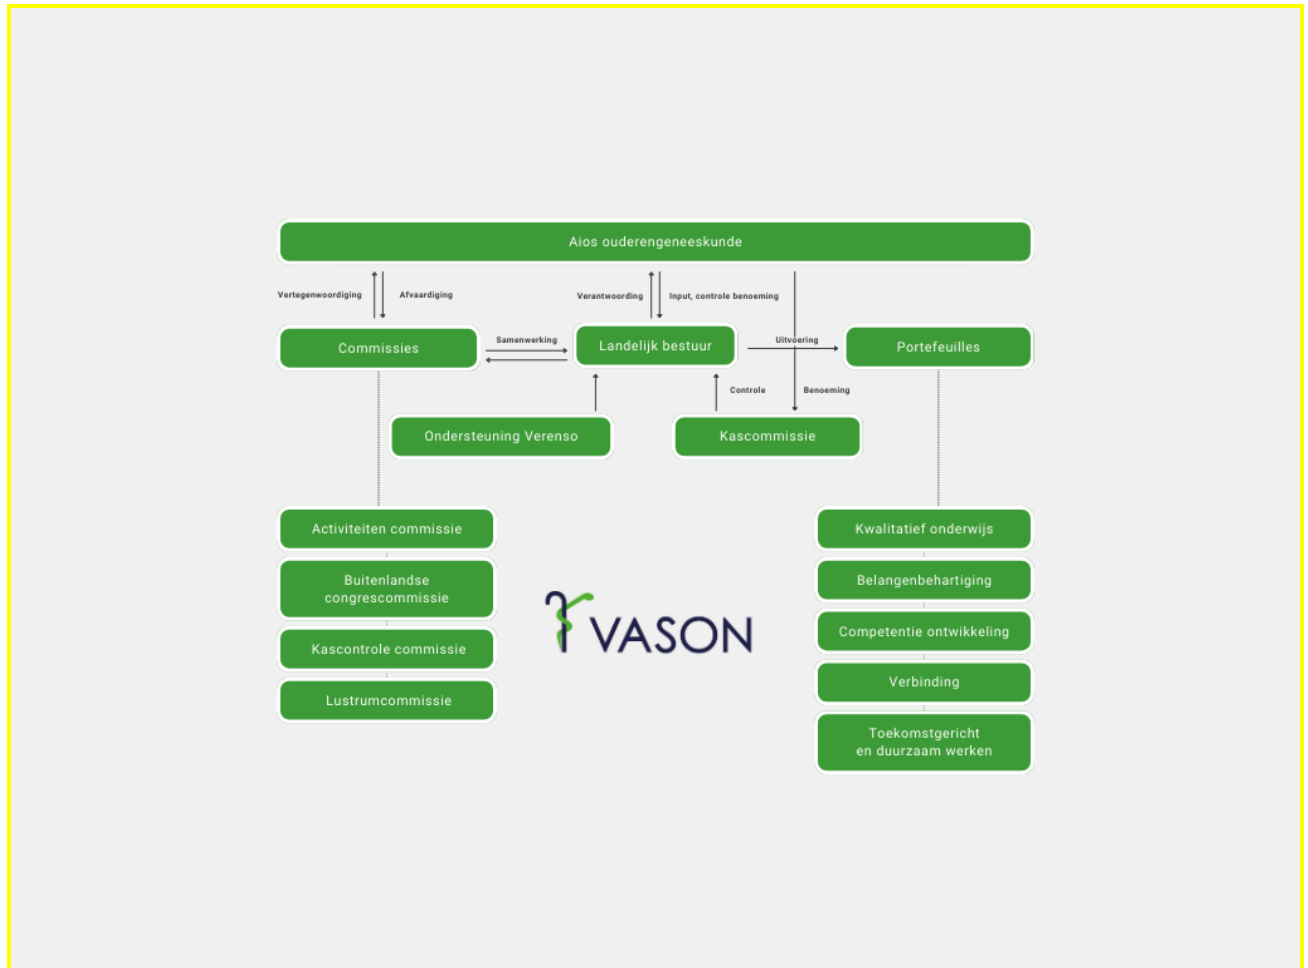 Aios ouderengeneeskunde
Vertegenwoordiging
Afvaardiging
Verantwoording
Input, controle benoeming
Commissies
Samenwerking
Landelijk bestuur
Uitvoering
Portefeuilles
Controle
Benoeming
Ondersteuning Verenso
Kascommissie
Activiteiten commissie
Buitenlandse
congrescommissie
Kascontrole commissie
Lustrumcommissie
VASON
Kwalitatief onderwijs
Belangenbehartiging
Competentie ontwikkeling
Verbinding
Toekomstgericht
en duurzaam werken